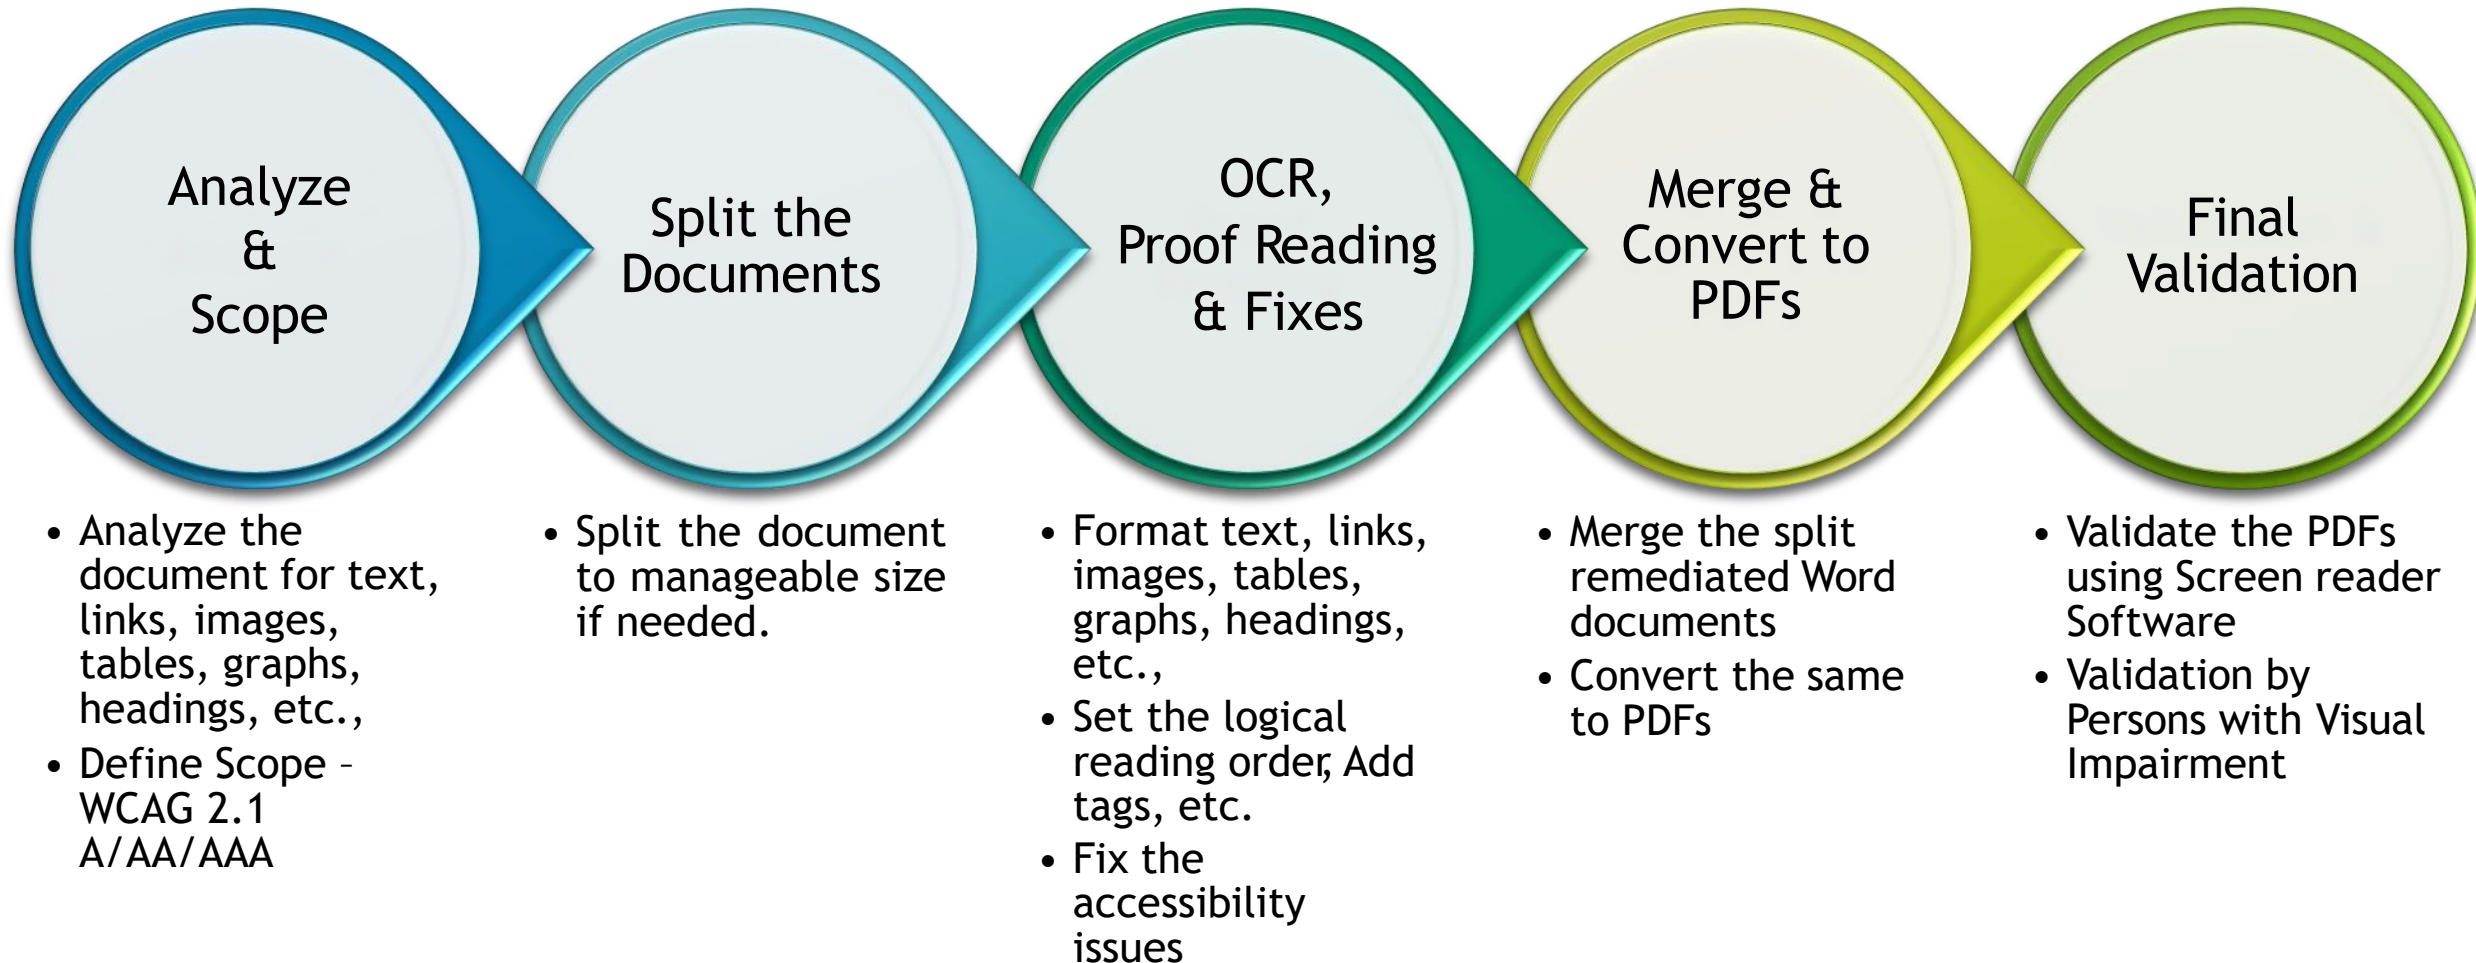 Analyze
&
Scope
Split the
Documents
OCR,
Proof Reading
& Fixes
Merge &
Convert to
PDFs
Final
Validation
• Analyze the
document for text,
links, images,
tables, graphs,
headings, etc.,
• Define Scope –
WCAG 2.1
A/AA/AAA
• Split the document
to manageable size
if needed.
• Format text, links,
images, tables,
graphs, headings,
etc.,
• Set the logical
reading order, Add
tags, etc.
• Fix the
accessibility
issues
• Merge the split
remediated Word
documents
• Convert the same
to PDFs
• Validate the PDFs
using Screen reader
Software
• Validation by
Persons with Visual
Impairment